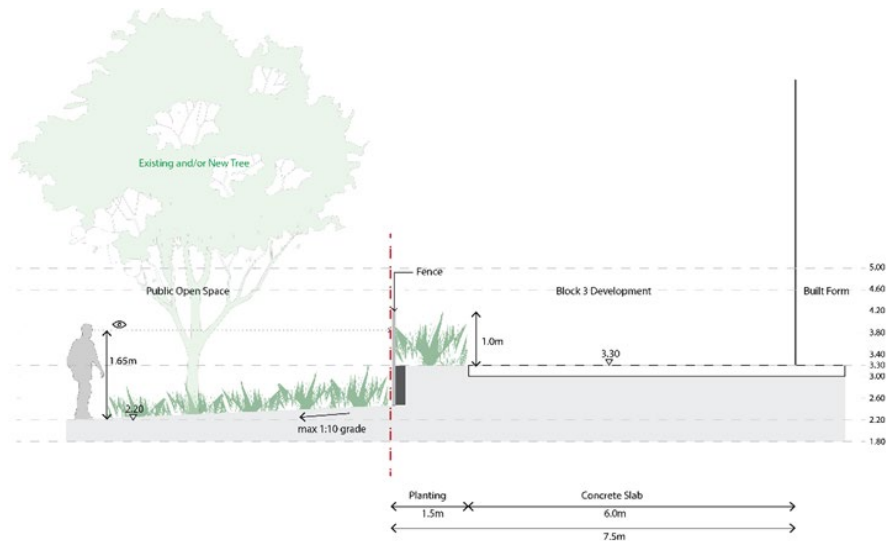 Existing and/or New Tree
Fence
Public Open Space
Block 3 Development
Built Form
5.00
4.60
4.20
3.80
3.40
3.30
3.00
2.60
2.20
1.80
1.65m
1.0m
3.30
2.20
max 1:10 grade
Planting
Concrete Slab
1.5m
6.0m
7.5m